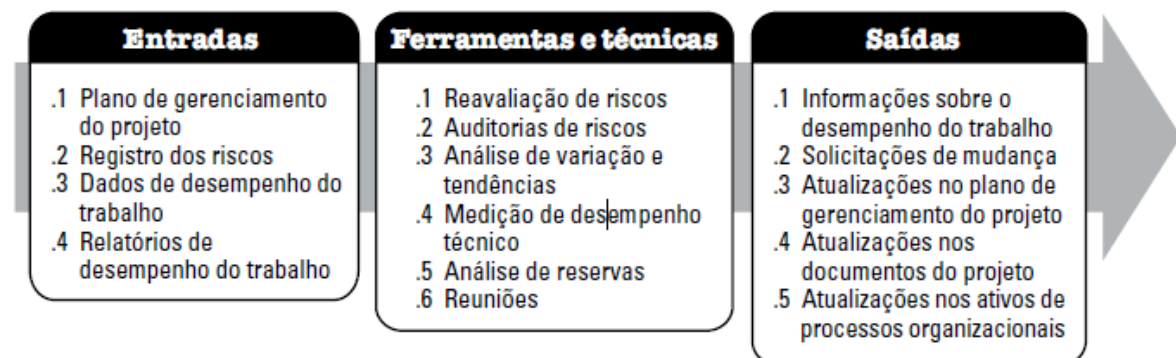 Entradas
.1 Plano de gerenciamento
do projeto
.2 Registro dos riscos
.3 Dados de desempenho do
trabalho
.4 Relatórios de
desempenho do trabalho
Ferramentas e técnicas
.1 Reavaliação de riscos
.2 Auditorias de riscos
.3 Análise de variação e
tendências
.4 Medição de desempenho
técnico
.5 Análise de reservas
.6 Reuniões
Saídas
.1 Informações sobre o
desempenho do trabalho
.2 Solicitações de mudança
.3 Atualizações no plano de
gerenciamento do projeto
.4 Atualizações nos
documentos do projeto
.5 Atualizações nos ativos de
processos organizacionais